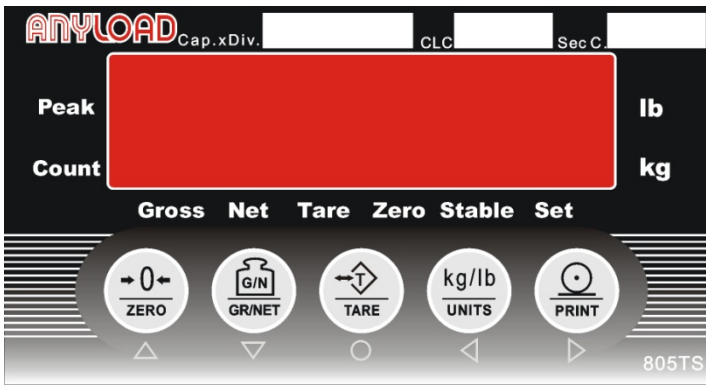 ANYLOAD Cap.xDiv. CLC Sec C.
Peak lb
Count kg
Gross Net Tare Zero Stable Set
→0← G/N T kg/lb
ZERO GR/NET TARE UNITS PRINT
805TS